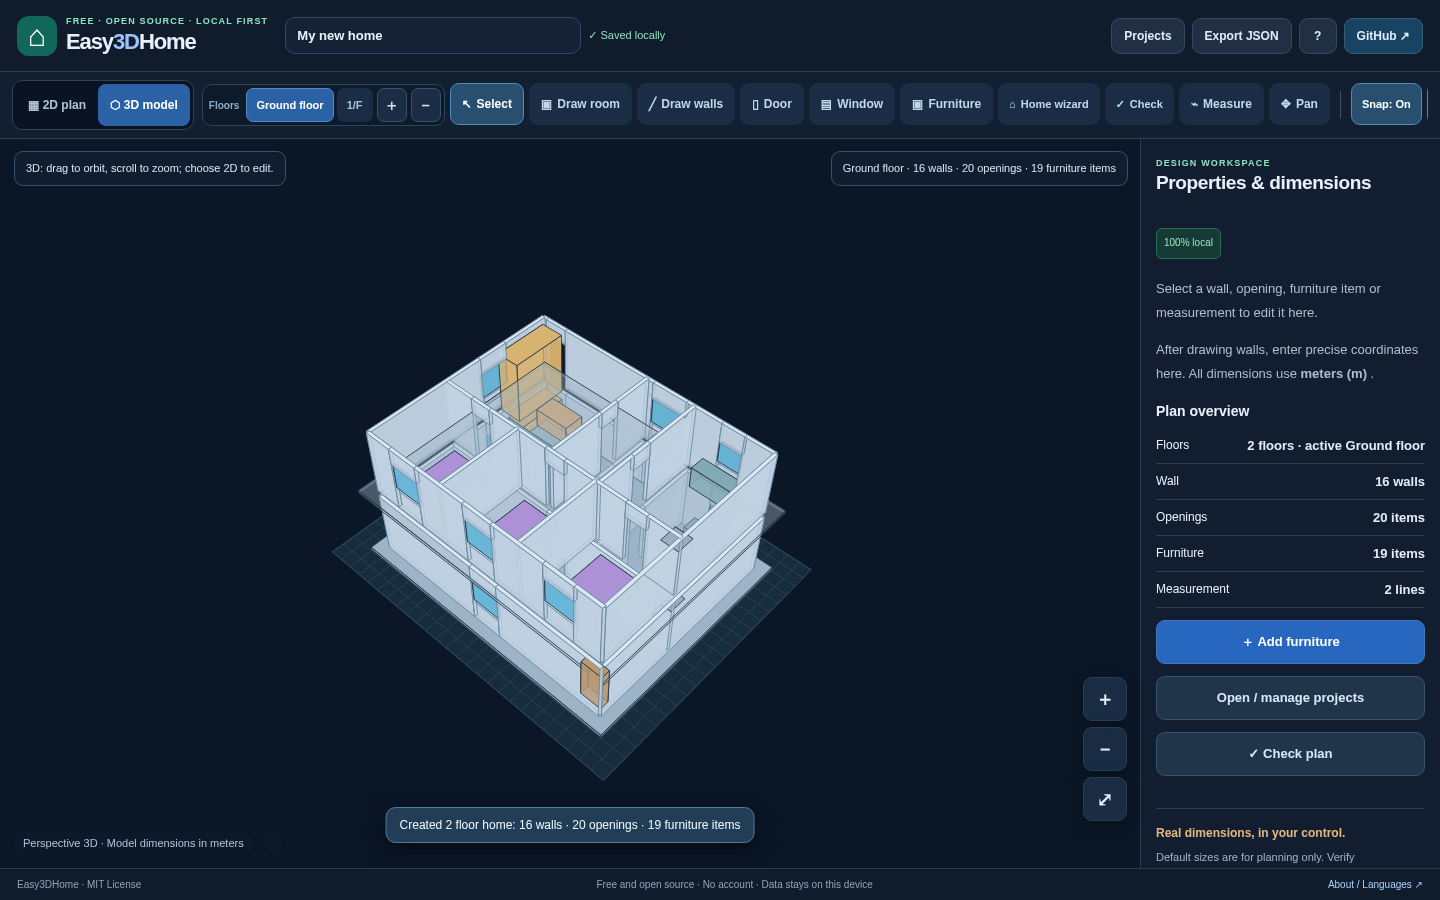 FREE · OPEN SOURCE · LOCAL FIRST
Easy3DHome
My new home
✓ Saved locally
Projects
Export JSON
?
GitHub ↗
2D plan
3D model
Floors
Ground floor
1/F
+
−
Select
Draw room
Draw walls
Door
Window
Furniture
Home wizard
✓ Check
Measure
Pan
Snap: On
3D: drag to orbit, scroll to zoom; choose 2D to edit.
Ground floor · 16 walls · 20 openings · 19 furniture items
DESIGN WORKSPACE
Properties & dimensions
100% local
Select a wall, opening, furniture item or
measurement to edit it here.
After drawing walls, enter precise coordinates
here. All dimensions use meters (m) .
Plan overview
Floors 2 floors · active Ground floor
Wall 16 walls
Openings 20 items
Furniture 19 items
Measurement 2 lines
+ Add furniture
Open / manage projects
✓ Check plan
Real dimensions, in your control.
Default sizes are for planning only. Verify
+
−
⤢
Created 2 floor home: 16 walls · 20 openings · 19 furniture items
Perspective 3D · Model dimensions in meters
Easy3DHome · MIT License
Free and open source · No account · Data stays on this device
About / Languages ↗